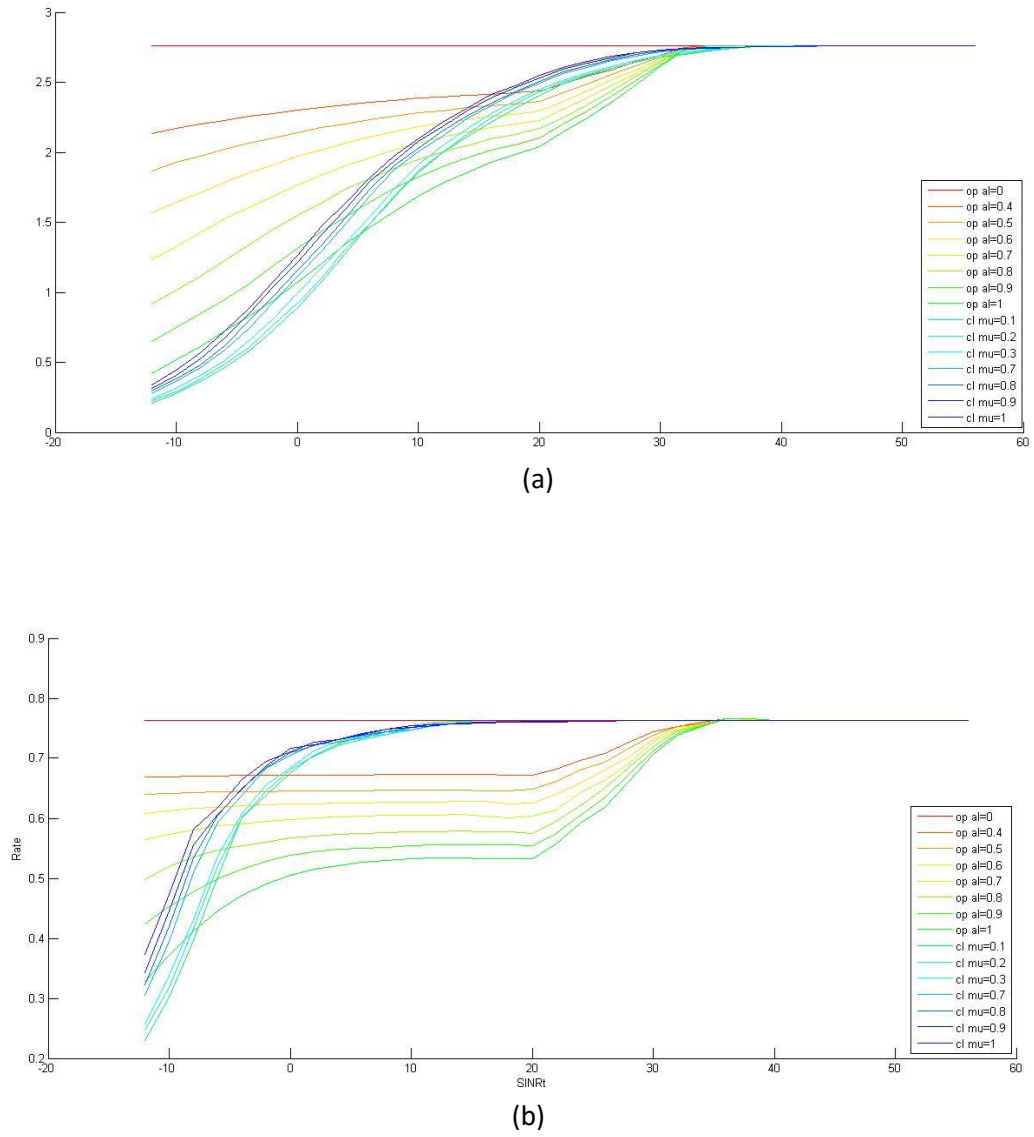 3
2.5
2
1.5
1
0.5
0
-20
-10
0
10
20
30
40
50
60
op al=0
op al=0.4
op al=0.5
op al=0.6
op al=0.7
op al=0.8
op al=0.9
op al=1
cl mu=0.1
cl mu=0.2
cl mu=0.3
cl mu=0.7
cl mu=0.8
cl mu=0.9
cl mu=1
(a)
0.9
0.8
0.7
0.6
0.5
0.4
0.3
0.2
Rate
-20
-10
0
10
20
30
40
50
60
SINRt
op al=0
op al=0.4
op al=0.5
op al=0.6
op al=0.7
op al=0.8
op al=0.9
op al=1
cl mu=0.1
cl mu=0.2
cl mu=0.3
cl mu=0.7
cl mu=0.8
cl mu=0.9
cl mu=1
(b)